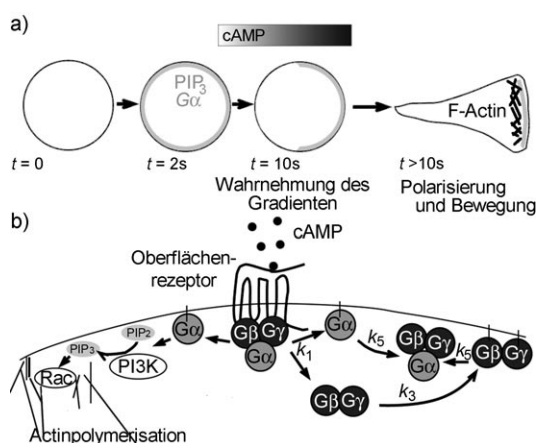 a)
cAMP
PIP3
Gα
F-Actin
t = 0
t = 2s
t = 10s
t >10s
Wahrnehmung des
Gradienten
Polarisierung
und Bewegung
b)
cAMP
Oberflächen-
rezeptor
PIP3
PIP2
Gα
Gβ Gγ
Gα
k1
Gα
k5
Gβ Gγ
Gα
k5
Gβ Gγ
Rac
PI3K
Gβ Gγ
k3
Actinpolymerisation